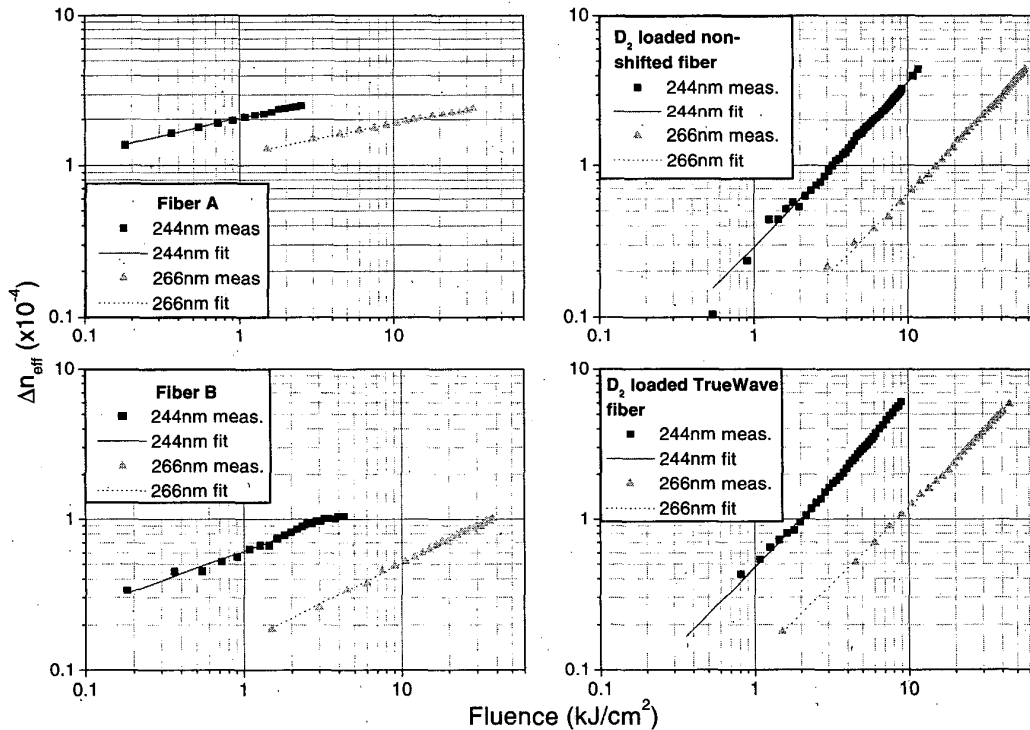 10
1
0.1
0.1
1
10
Fiber A
244nm meas
244nm fit
266nm meas
266nm fit
10
1
0.1
0.1
1
10
D₂ loaded non-
shifted fiber
244nm meas.
244nm fit
266nm meas.
266nm fit
Δn_eff (x10⁻⁴)
10
1
0.1
0.1
1
10
Fiber B
244nm meas.
244nm fit
266nm meas.
266nm fit
10
1
0.1
0.1
1
10
D₂ loaded TrueWave
fiber
244nm meas.
244nm fit
266nm meas.
266nm fit
Fluence (kJ/cm²)